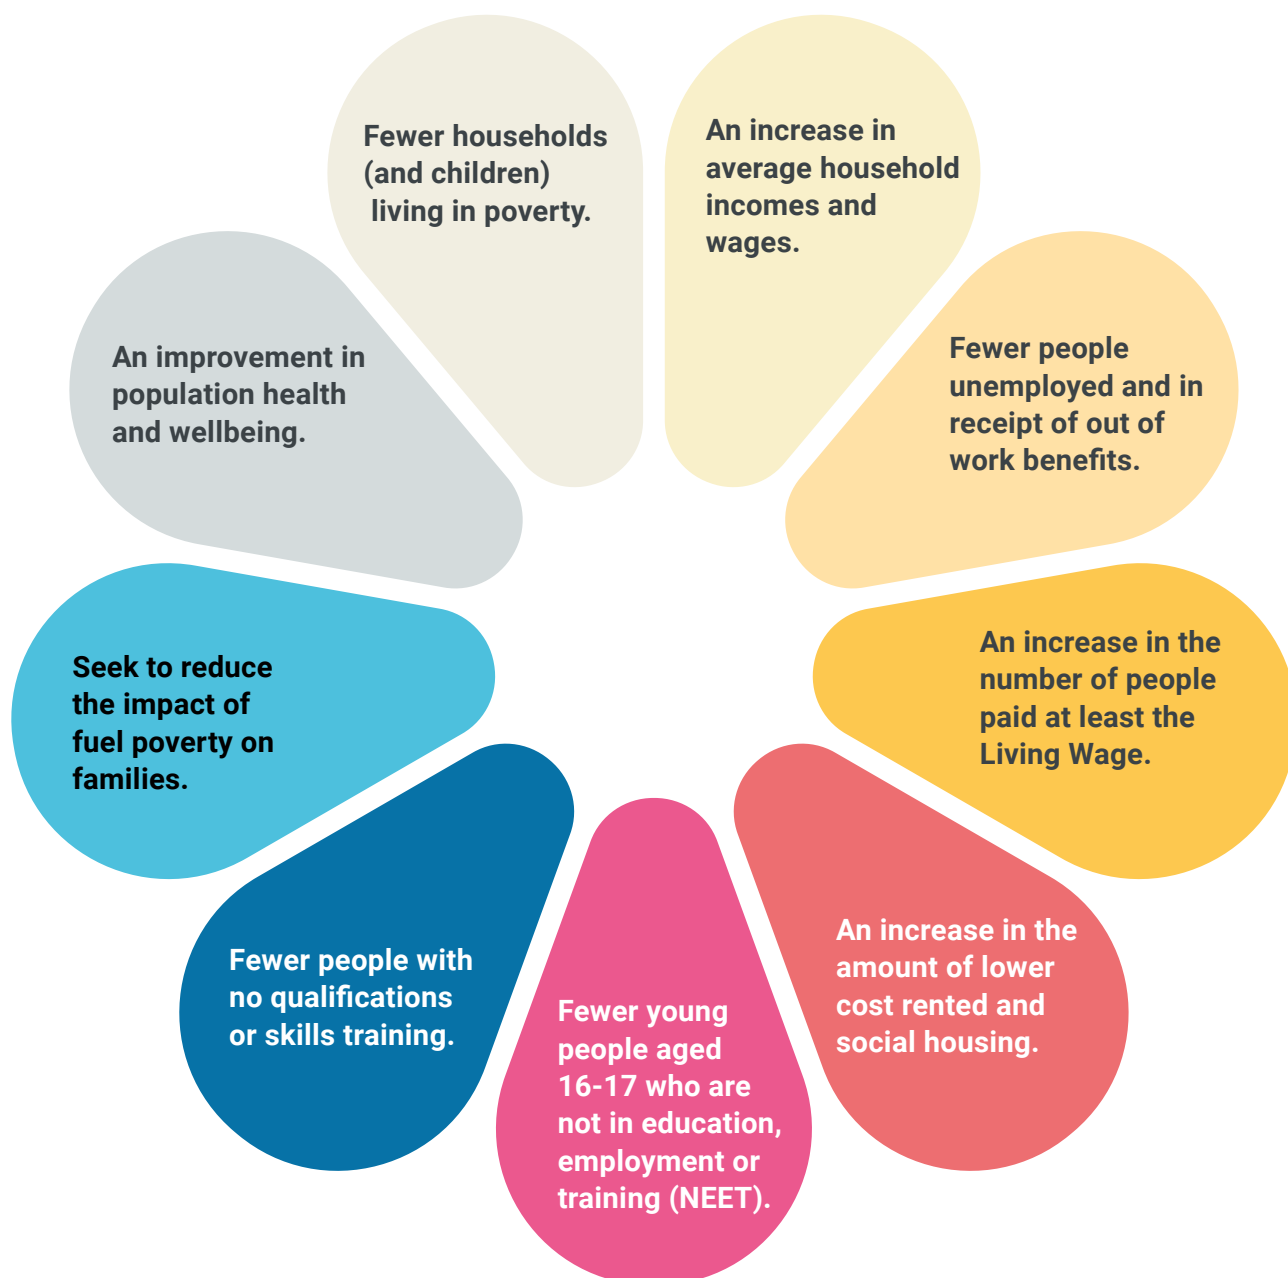 Fewer households
(and children)
living in poverty.
An increase in
average household
incomes and
wages.
Fewer people
unemployed and in
receipt of out of
work benefits.
An increase in the
number of people
paid at least the
Living Wage.
An increase in the
amount of lower
cost rented and
social housing.
Fewer young
people aged
16-17 who are
not in education,
employment or
training (NEET).
Fewer people with
no qualifications
or skills training.
Seek to reduce
the impact of
fuel poverty on
families.
An improvement in
population health
and wellbeing.